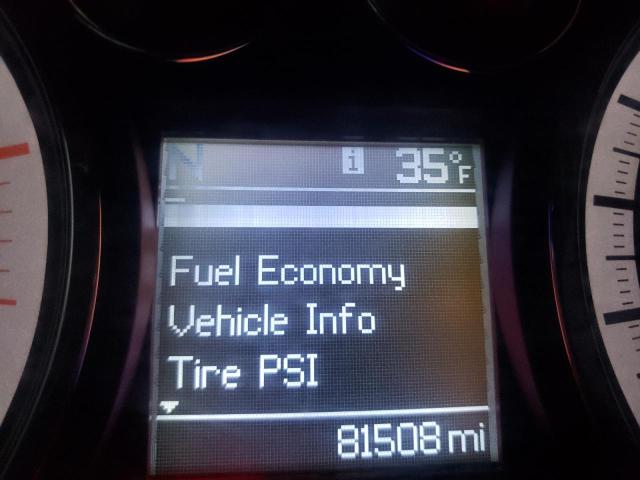 N i 35°F
Fuel Economy
Vehicle Info
Tire PSI
81508 mi